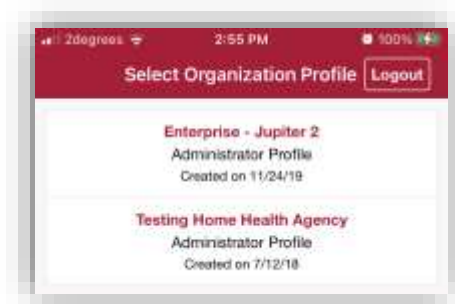 2degrees 2:55 PM 100%
Select Organization Profile Logout
Enterprise - Jupiter 2
Administrator Profile
Created on 11/24/19
Testing Home Health Agency
Administrator Profile
Created on 7/12/18